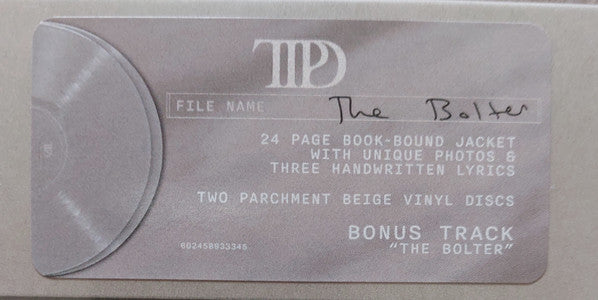 TTPD
FILE NAME The Bolter
24 PAGE BOOK-BOUND JACKET
WITH UNIQUE PHOTOS &
THREE HANDWRITTEN LYRICS
TWO PARCHMENT BEIGE VINYL DISCS
BONUS TRACK
"THE BOLTER"
602458933345